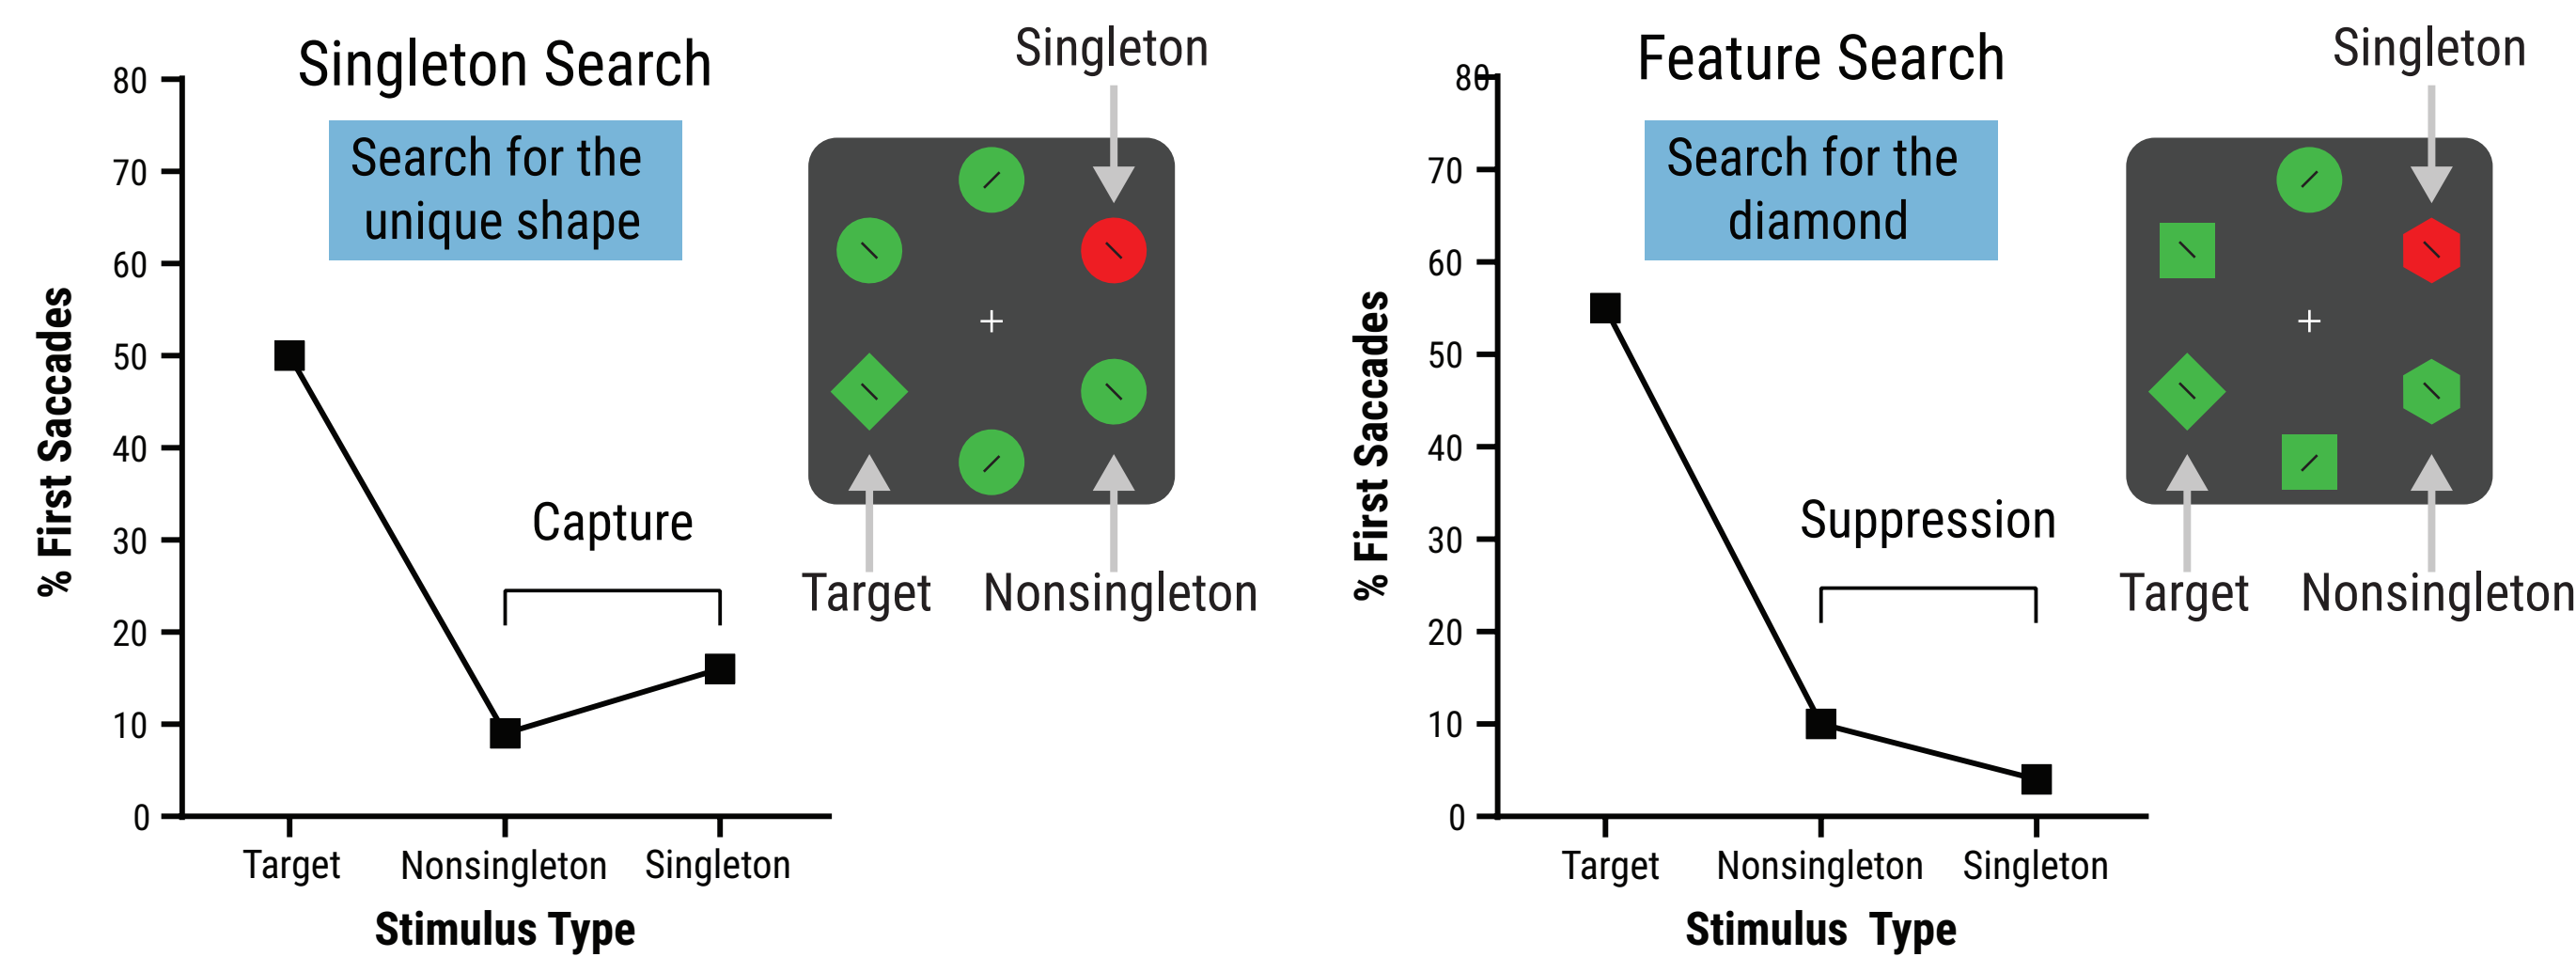 Singleton Search
Search for the
unique shape
80
70
60
50
40
30
20
10
0
% First Saccades
Capture
Target
Nonsingleton
Singleton
Stimulus Type
Singleton
Target
Nonsingleton
Feature Search
Search for the
diamond
80
70
60
50
40
30
20
10
0
% First Saccades
Suppression
Target
Nonsingleton
Singleton
Stimulus Type
Singleton
Target
Nonsingleton